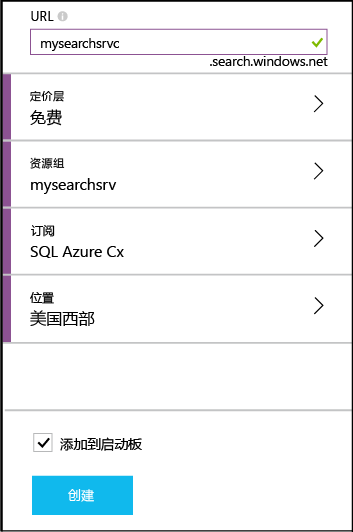 URL
mysearchsrvc
.search.windows.net
定价层
免费
资源组
mysearchsrv
订阅
SQL Azure Cx
位置
美国西部
添加到启动板
创建